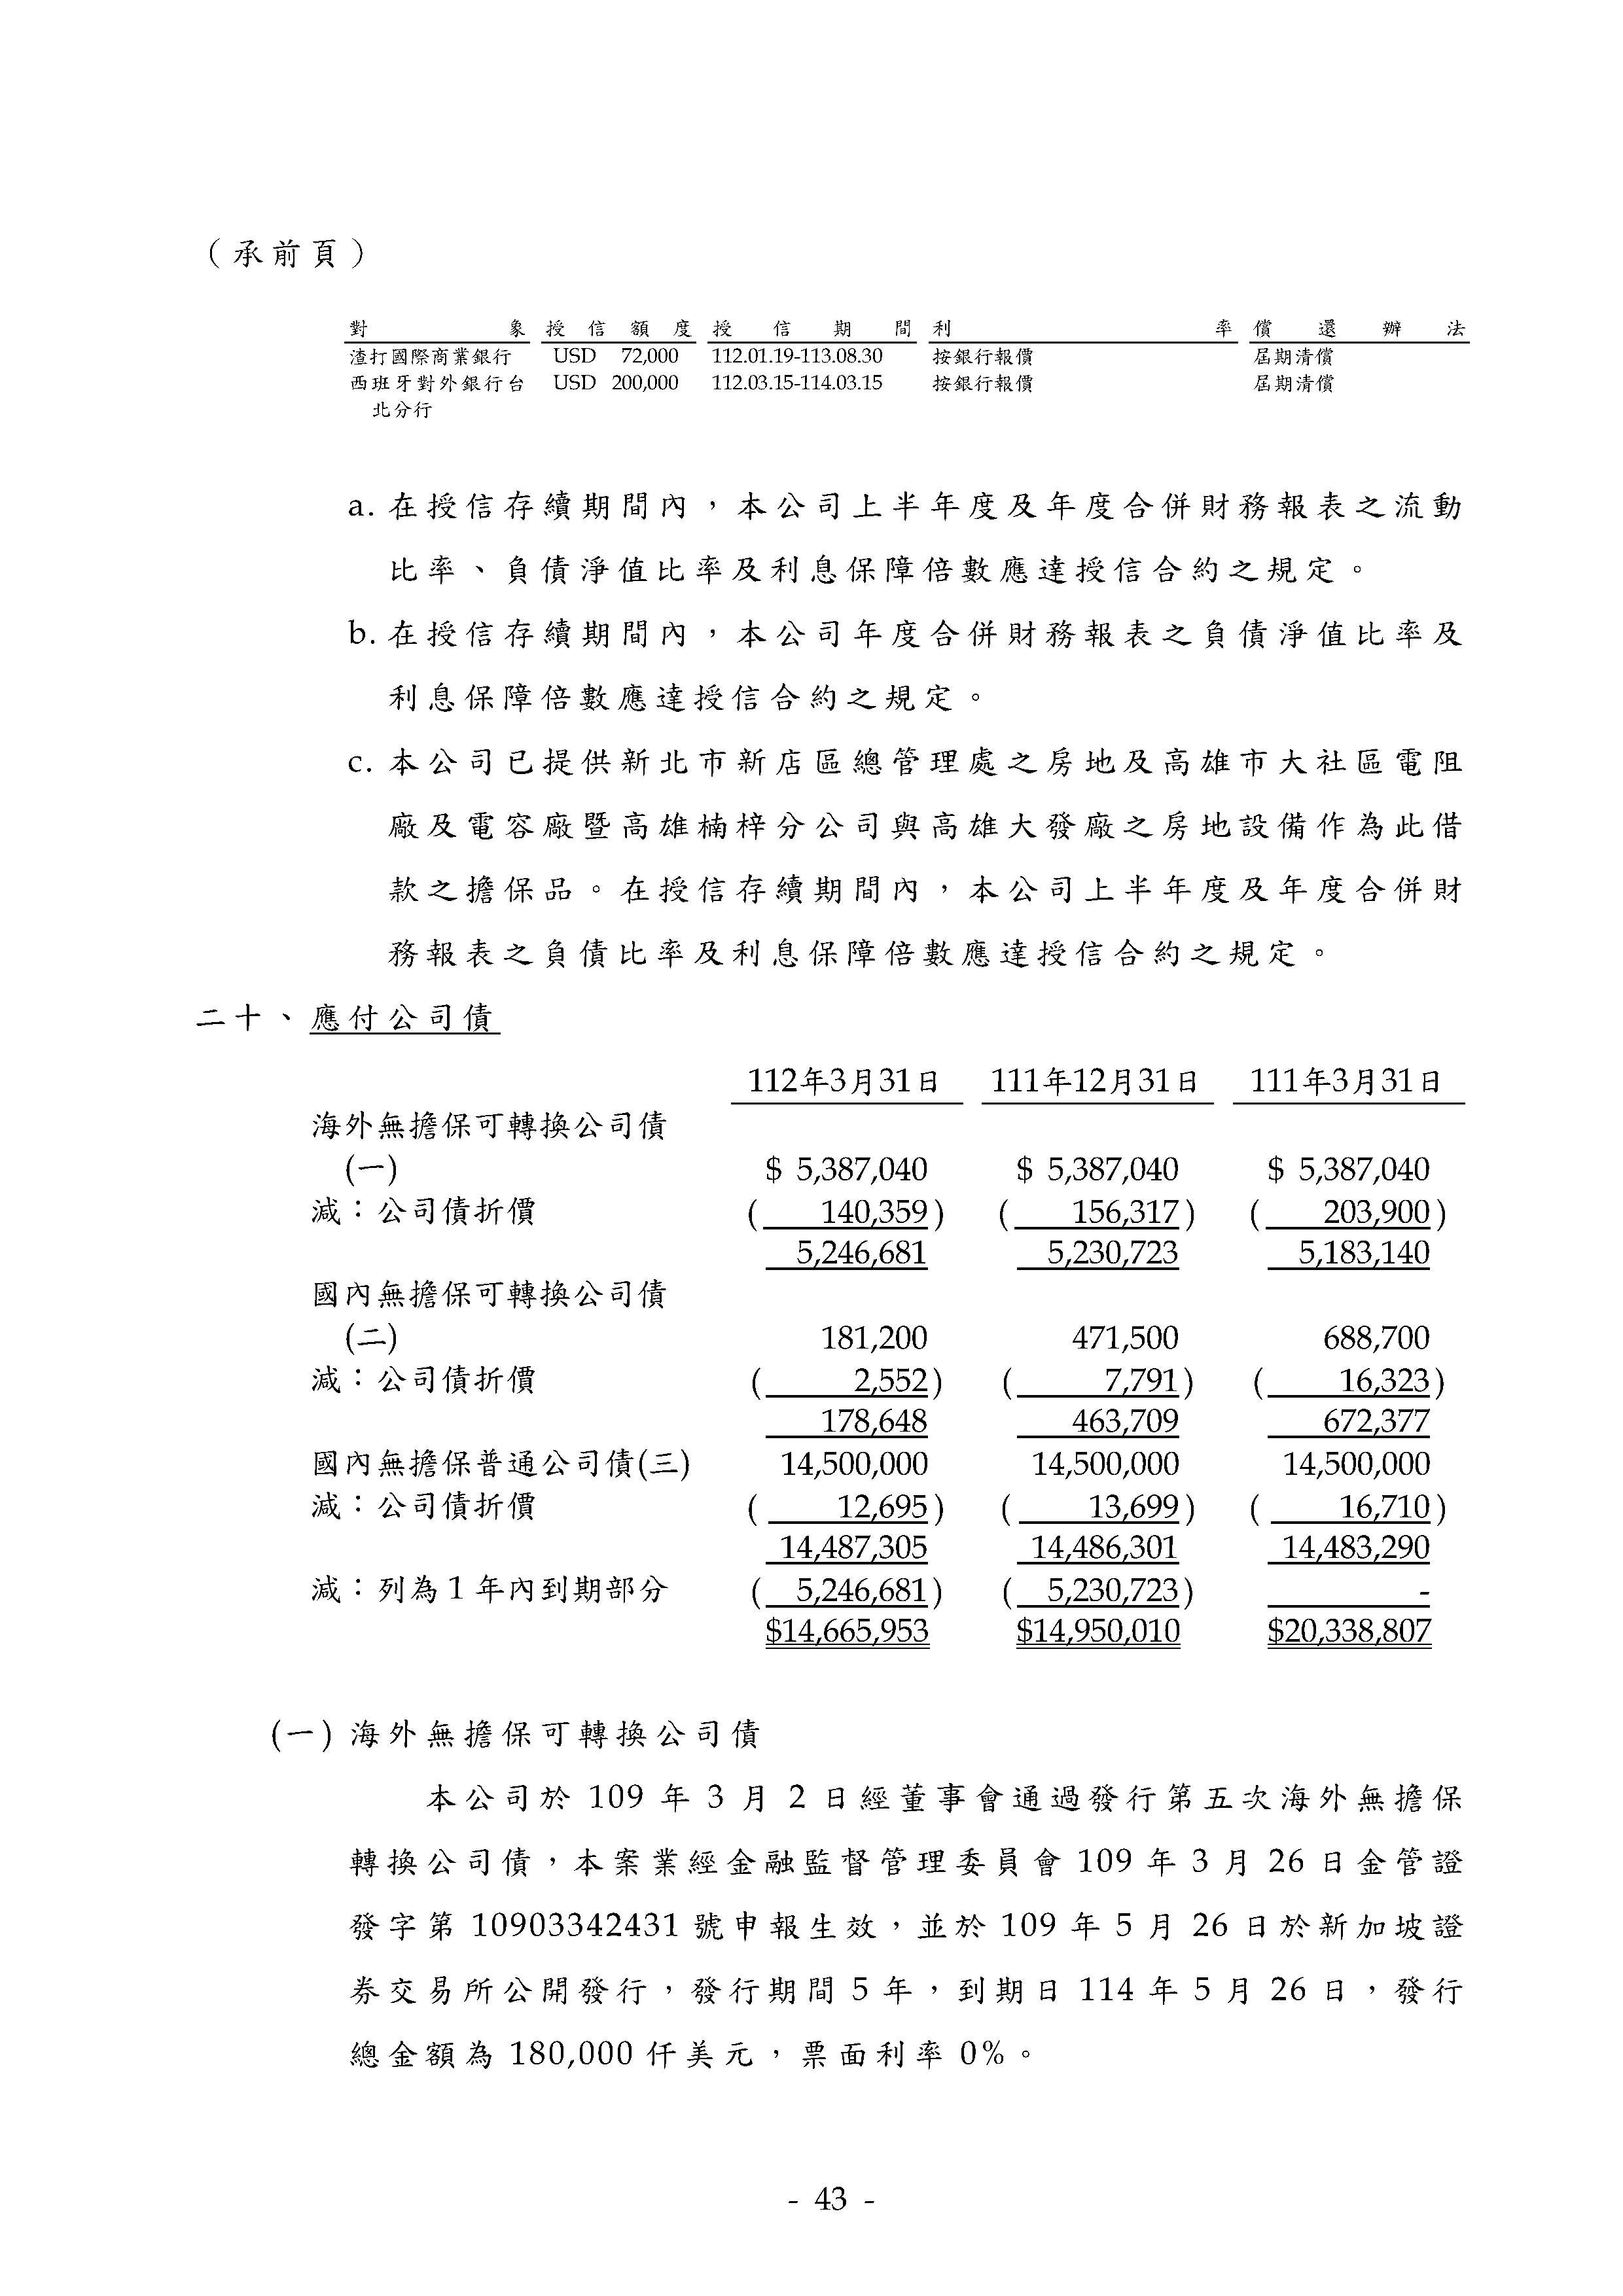 （承前頁）
對象 授信額度 授信期間 利率 償還辦法
渣打國際商業銀行 USD 72,000 112.01.19-113.08.30 按銀行報價 屆期清償
西班牙對外銀行台 USD 200,000 112.03.15-114.03.15 按銀行報價 屆期清償
北分行
a. 在授信存續期間內，本公司上半年度及年度合併財務報表之流動
比率、負債淨值比率及利息保障倍數應達授信合約之規定。
b. 在授信存續期間內，本公司年度合併財務報表之負債淨值比率及
利息保障倍數應達授信合約之規定。
c. 本公司已提供新北市新店區總管理處之房地及高雄市大社區電阻
廠及電容廠暨高雄楠梓分公司與高雄大發廠之房地設備作為此借
款之擔保品。在授信存續期間內，本公司上半年度及年度合併財
務報表之負債比率及利息保障倍數應達授信合約之規定。
二十、應付公司債
112年3月31日 111年12月31日 111年3月31日
海外無擔保可轉換公司債
(一) $ 5,387,040 $ 5,387,040 $ 5,387,040
減：公司債折價 ( 140,359) ( 156,317) ( 203,900)
5,246,681 5,230,723 5,183,140
國內無擔保可轉換公司債
(二) 181,200 471,500 688,700
減：公司債折價 ( 2,552) ( 7,791) ( 16,323)
178,648 463,709 672,377
國內無擔保普通公司債(三) 14,500,000 14,500,000 14,500,000
減：公司債折價 ( 12,695) ( 13,699) ( 16,710)
14,487,305 14,486,301 14,483,290
減：列為1年內到期部分 ( 5,246,681) ( 5,230,723) -
$14,665,953 $14,950,010 $20,338,807
(一) 海外無擔保可轉換公司債
本公司於 109 年 3 月 2 日經董事會通過發行第五次海外無擔保
轉換公司債，本案業經金融監督管理委員會 109 年 3 月 26 日金管證
發字第 10903342431 號申報生效，並於 109 年 5 月 26 日於新加坡證
券交易所公開發行，發行期間 5 年，到期日 114 年 5 月 26 日，發行
總金額為 180,000 仟美元，票面利率 0%。
- 43 -